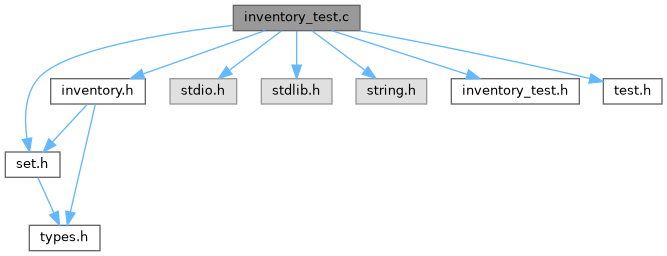 inventory_test.c
inventory.h
stdio.h
stdlib.h
string.h
inventory_test.h
test.h
set.h
types.h